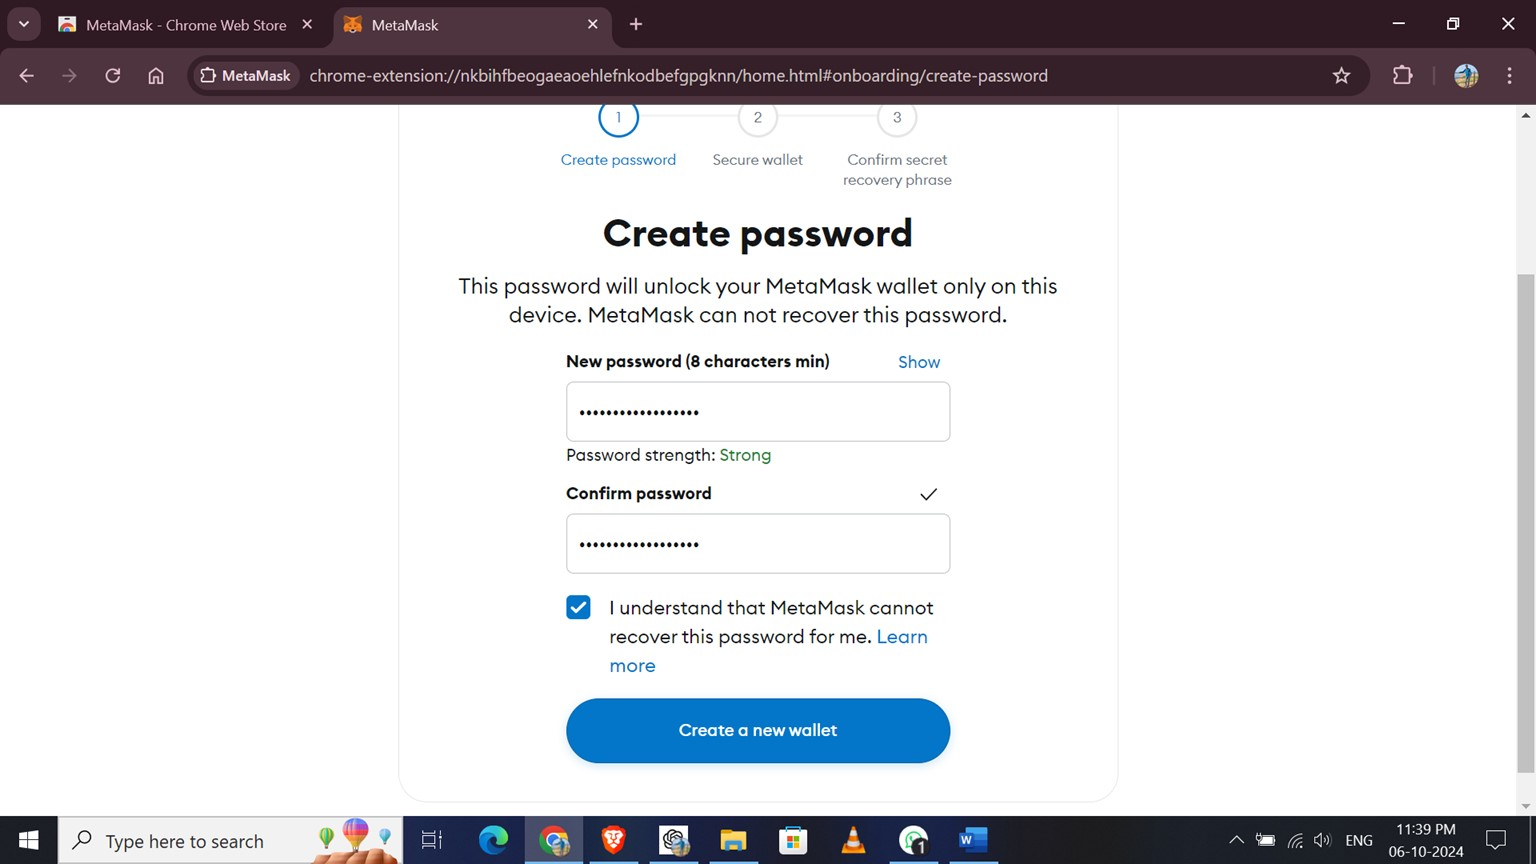 MetaMask - Chrome Web Store
MetaMask
MetaMask
chrome-extension://nkbihfbeogaeaoehlefnkodbefgpgknn/home.html#onboarding/create-password
1
2
3
Create password
Secure wallet
Confirm secret
recovery phrase
Create password
This password will unlock your MetaMask wallet only on this
device. MetaMask can not recover this password.
New password (8 characters min)
Show
••••••••••••••••••
Password strength: Strong
Confirm password
••••••••••••••••••
I understand that MetaMask cannot
recover this password for me. Learn
more
Create a new wallet
Type here to search
1
W
ENG
11:39 PM
06-10-2024